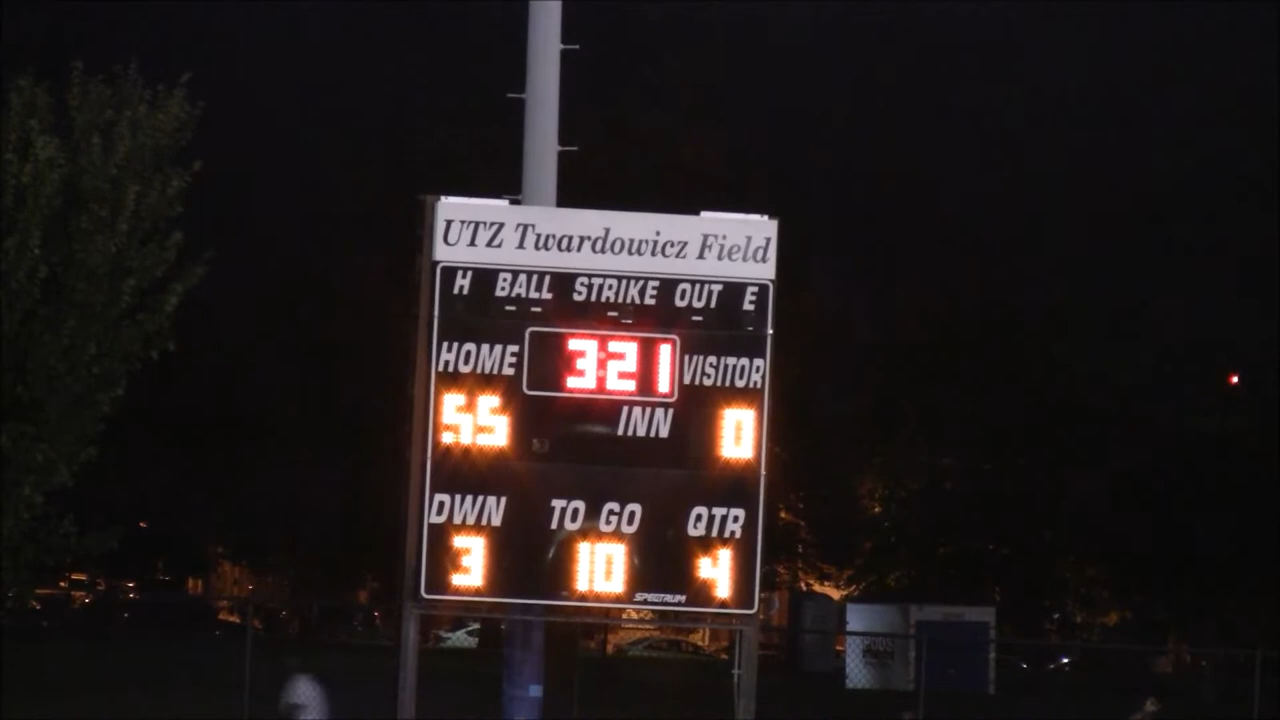 UTZ Twardowicz Field
H BALL STRIKE OUT E
HOME 3:21 VISITOR
55 INN 0
DWN TO GO QTR
3 10 4
SPECTRUM
PODS